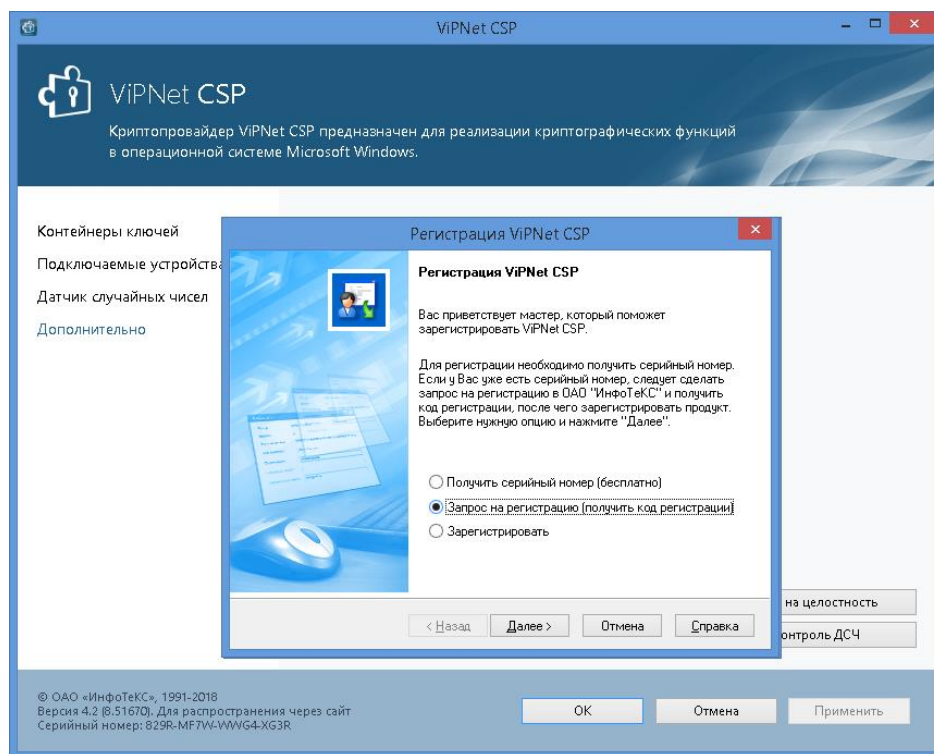 ViPNet CSP
ViPNet CSP
Криптопровайдер ViPNet CSP предназначен для реализации криптографических функций
в операционной системе Microsoft Windows.
Контейнеры ключей
Подключаемые устройства
Датчик случайных чисел
Дополнительно
Регистрация ViPNet CSP
Регистрация ViPNet CSP
Вас приветствует мастер, который поможет
зарегистрировать ViPNet CSP.
Для регистрации необходимо получить серийный номер.
Если у Вас уже есть серийный номер, следует сделать
запрос на регистрацию в ОАО "ИнфоТеКС" и получить
код регистрации, после чего зарегистрировать продукт.
Выберите нужную опцию и нажмите "Далее".
Получить серийный номер (бесплатно)
Запрос на регистрацию (получить код регистрации)
Зарегистрировать
< Назад
Далее >
Отмена
Справка
на целостность
онтроль ДСЧ
© ОАО «ИнфоТеКС», 1991-2018
Версия 4.2 (8.51670). Для распространения через сайт
Серийный номер: 829R-MF7W-WWG4-XG3R
OK
Отмена
Применить